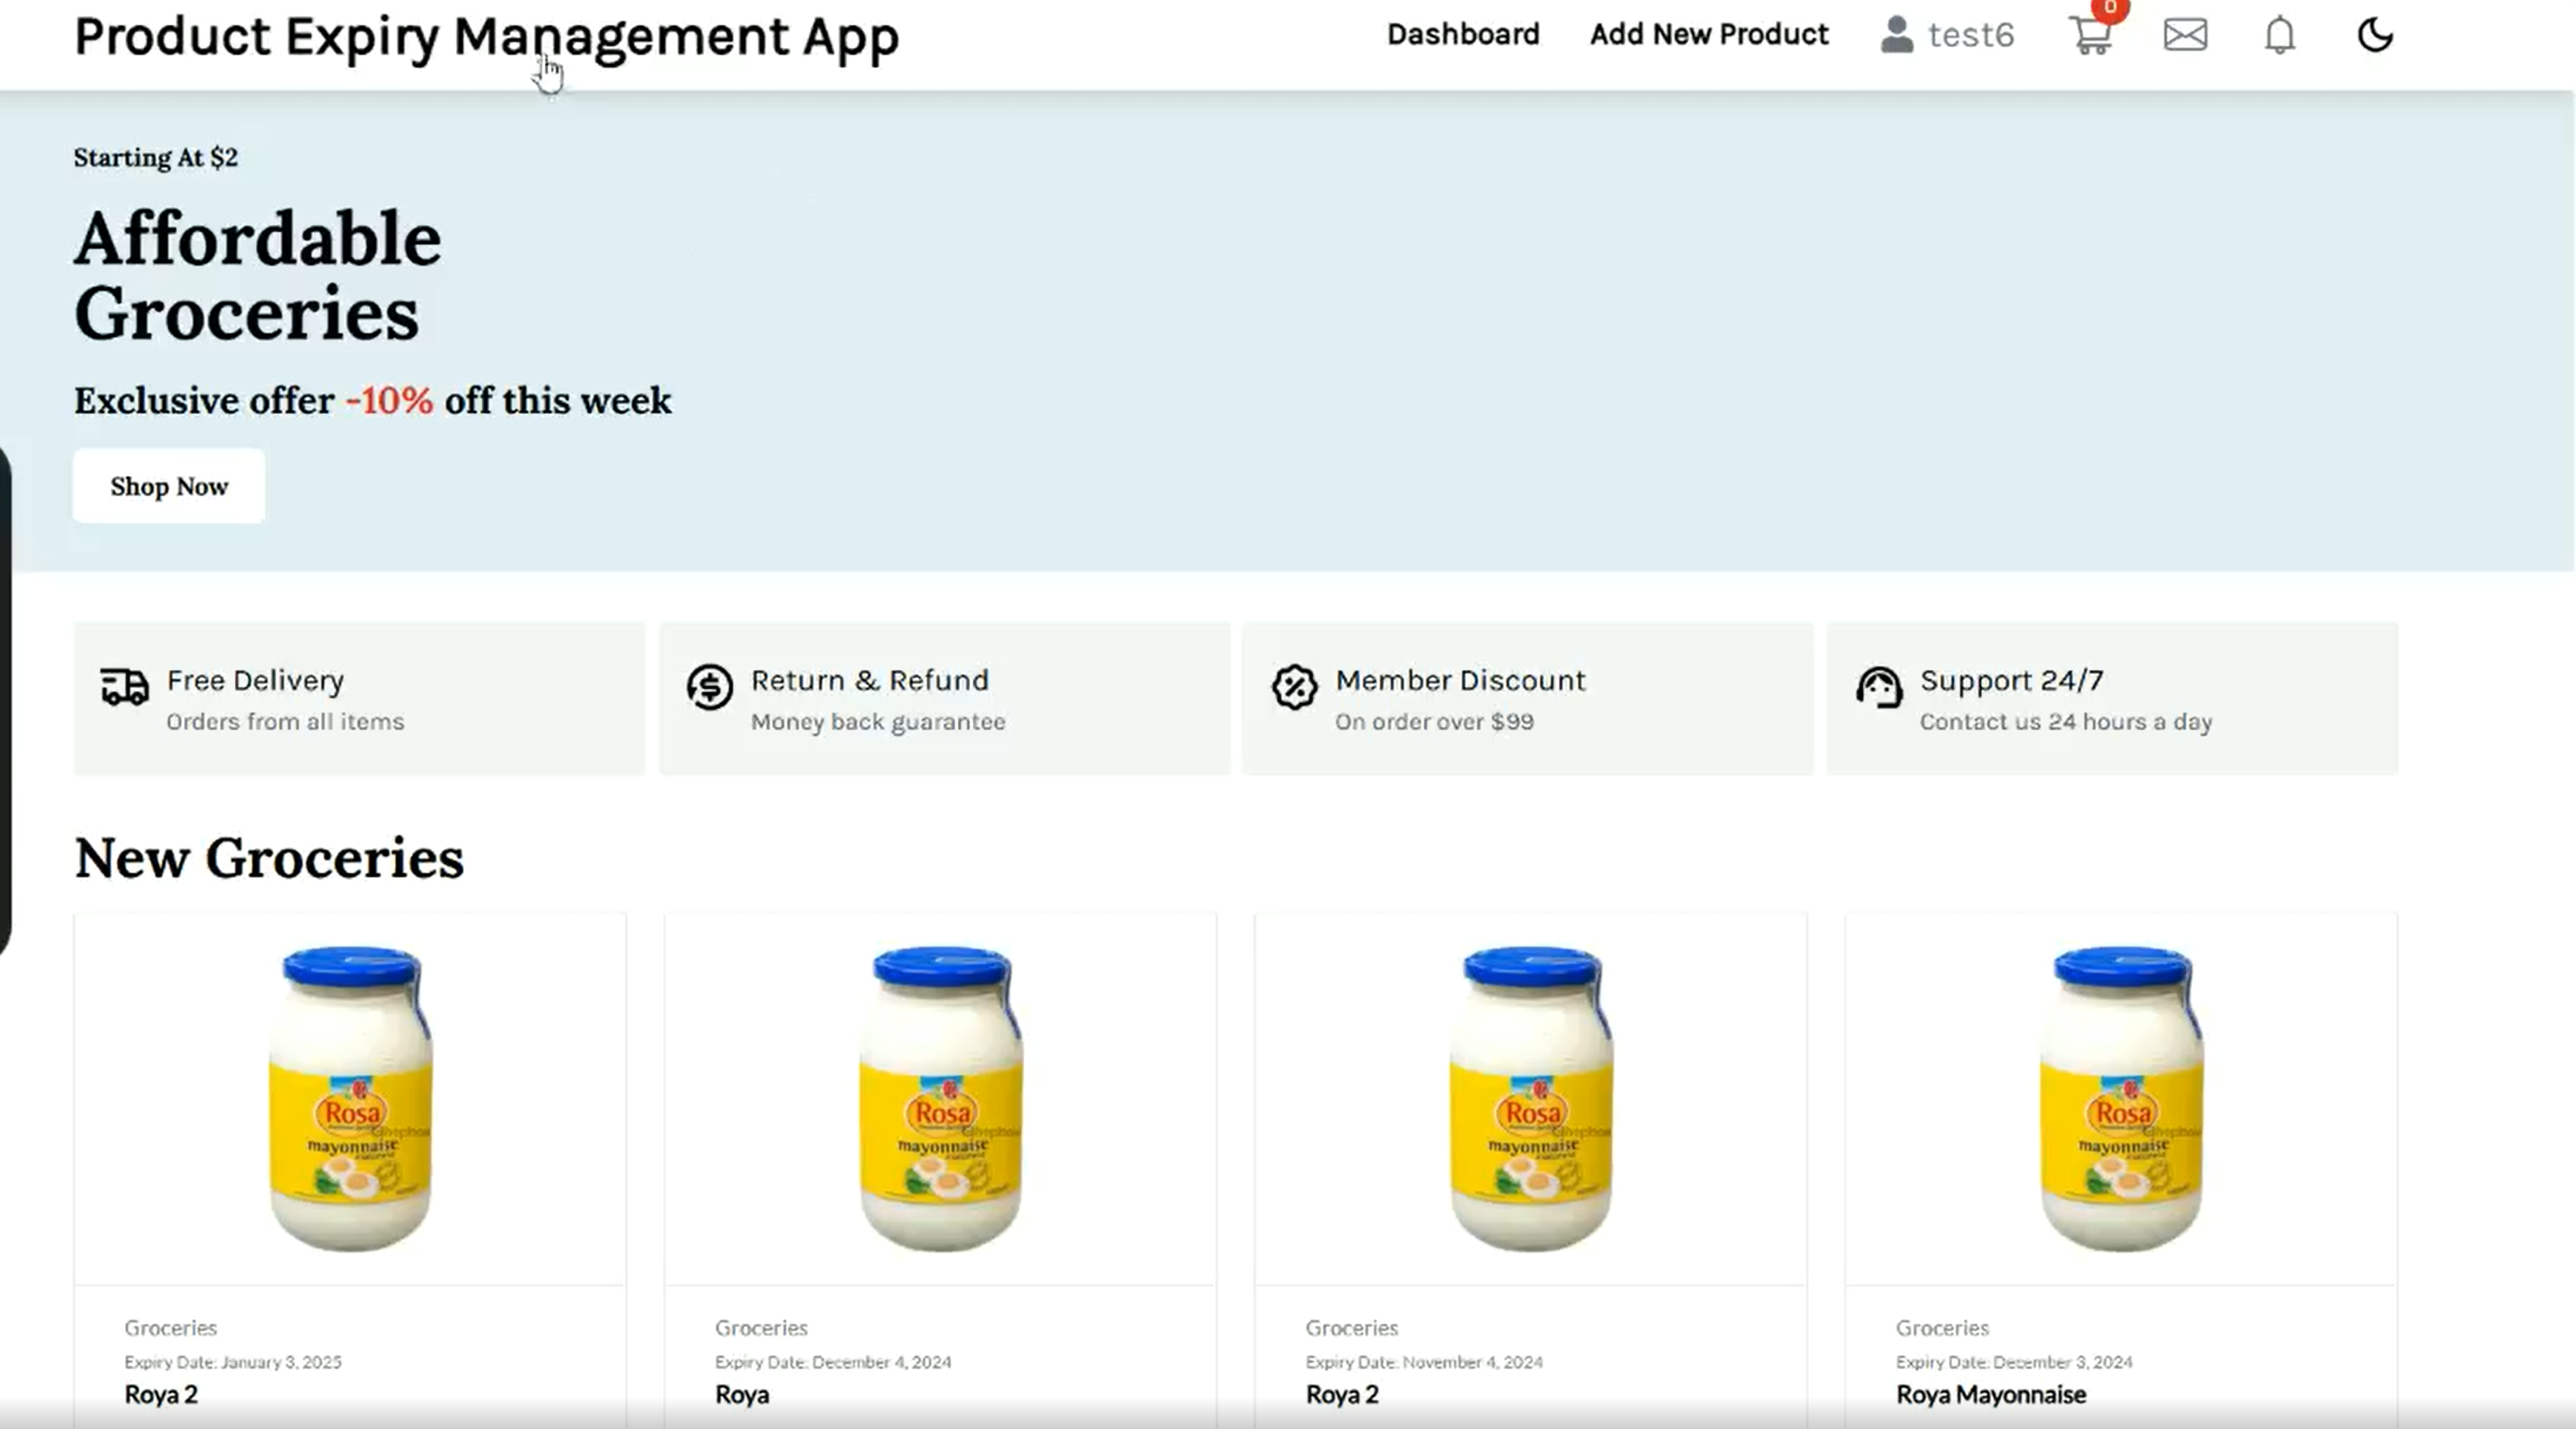 Product Expiry Management App
Dashboard Add New Product test6 0
Starting At $2
Affordable
Groceries
Exclusive offer -10% off this week
Shop Now
Free Delivery
Orders from all items
Return & Refund
Money back guarantee
Member Discount
On order over $99
Support 24/7
Contact us 24 hours a day
New Groceries
Rosa
mayonnaise
Groceries
Expiry Date: January 3, 2025
Roya 2
Rosa
mayonnaise
Groceries
Expiry Date: December 4, 2024
Roya
Rosa
mayonnaise
Groceries
Expiry Date: November 4, 2024
Roya 2
Rosa
mayonnaise
Groceries
Expiry Date: December 3, 2024
Roya Mayonnaise